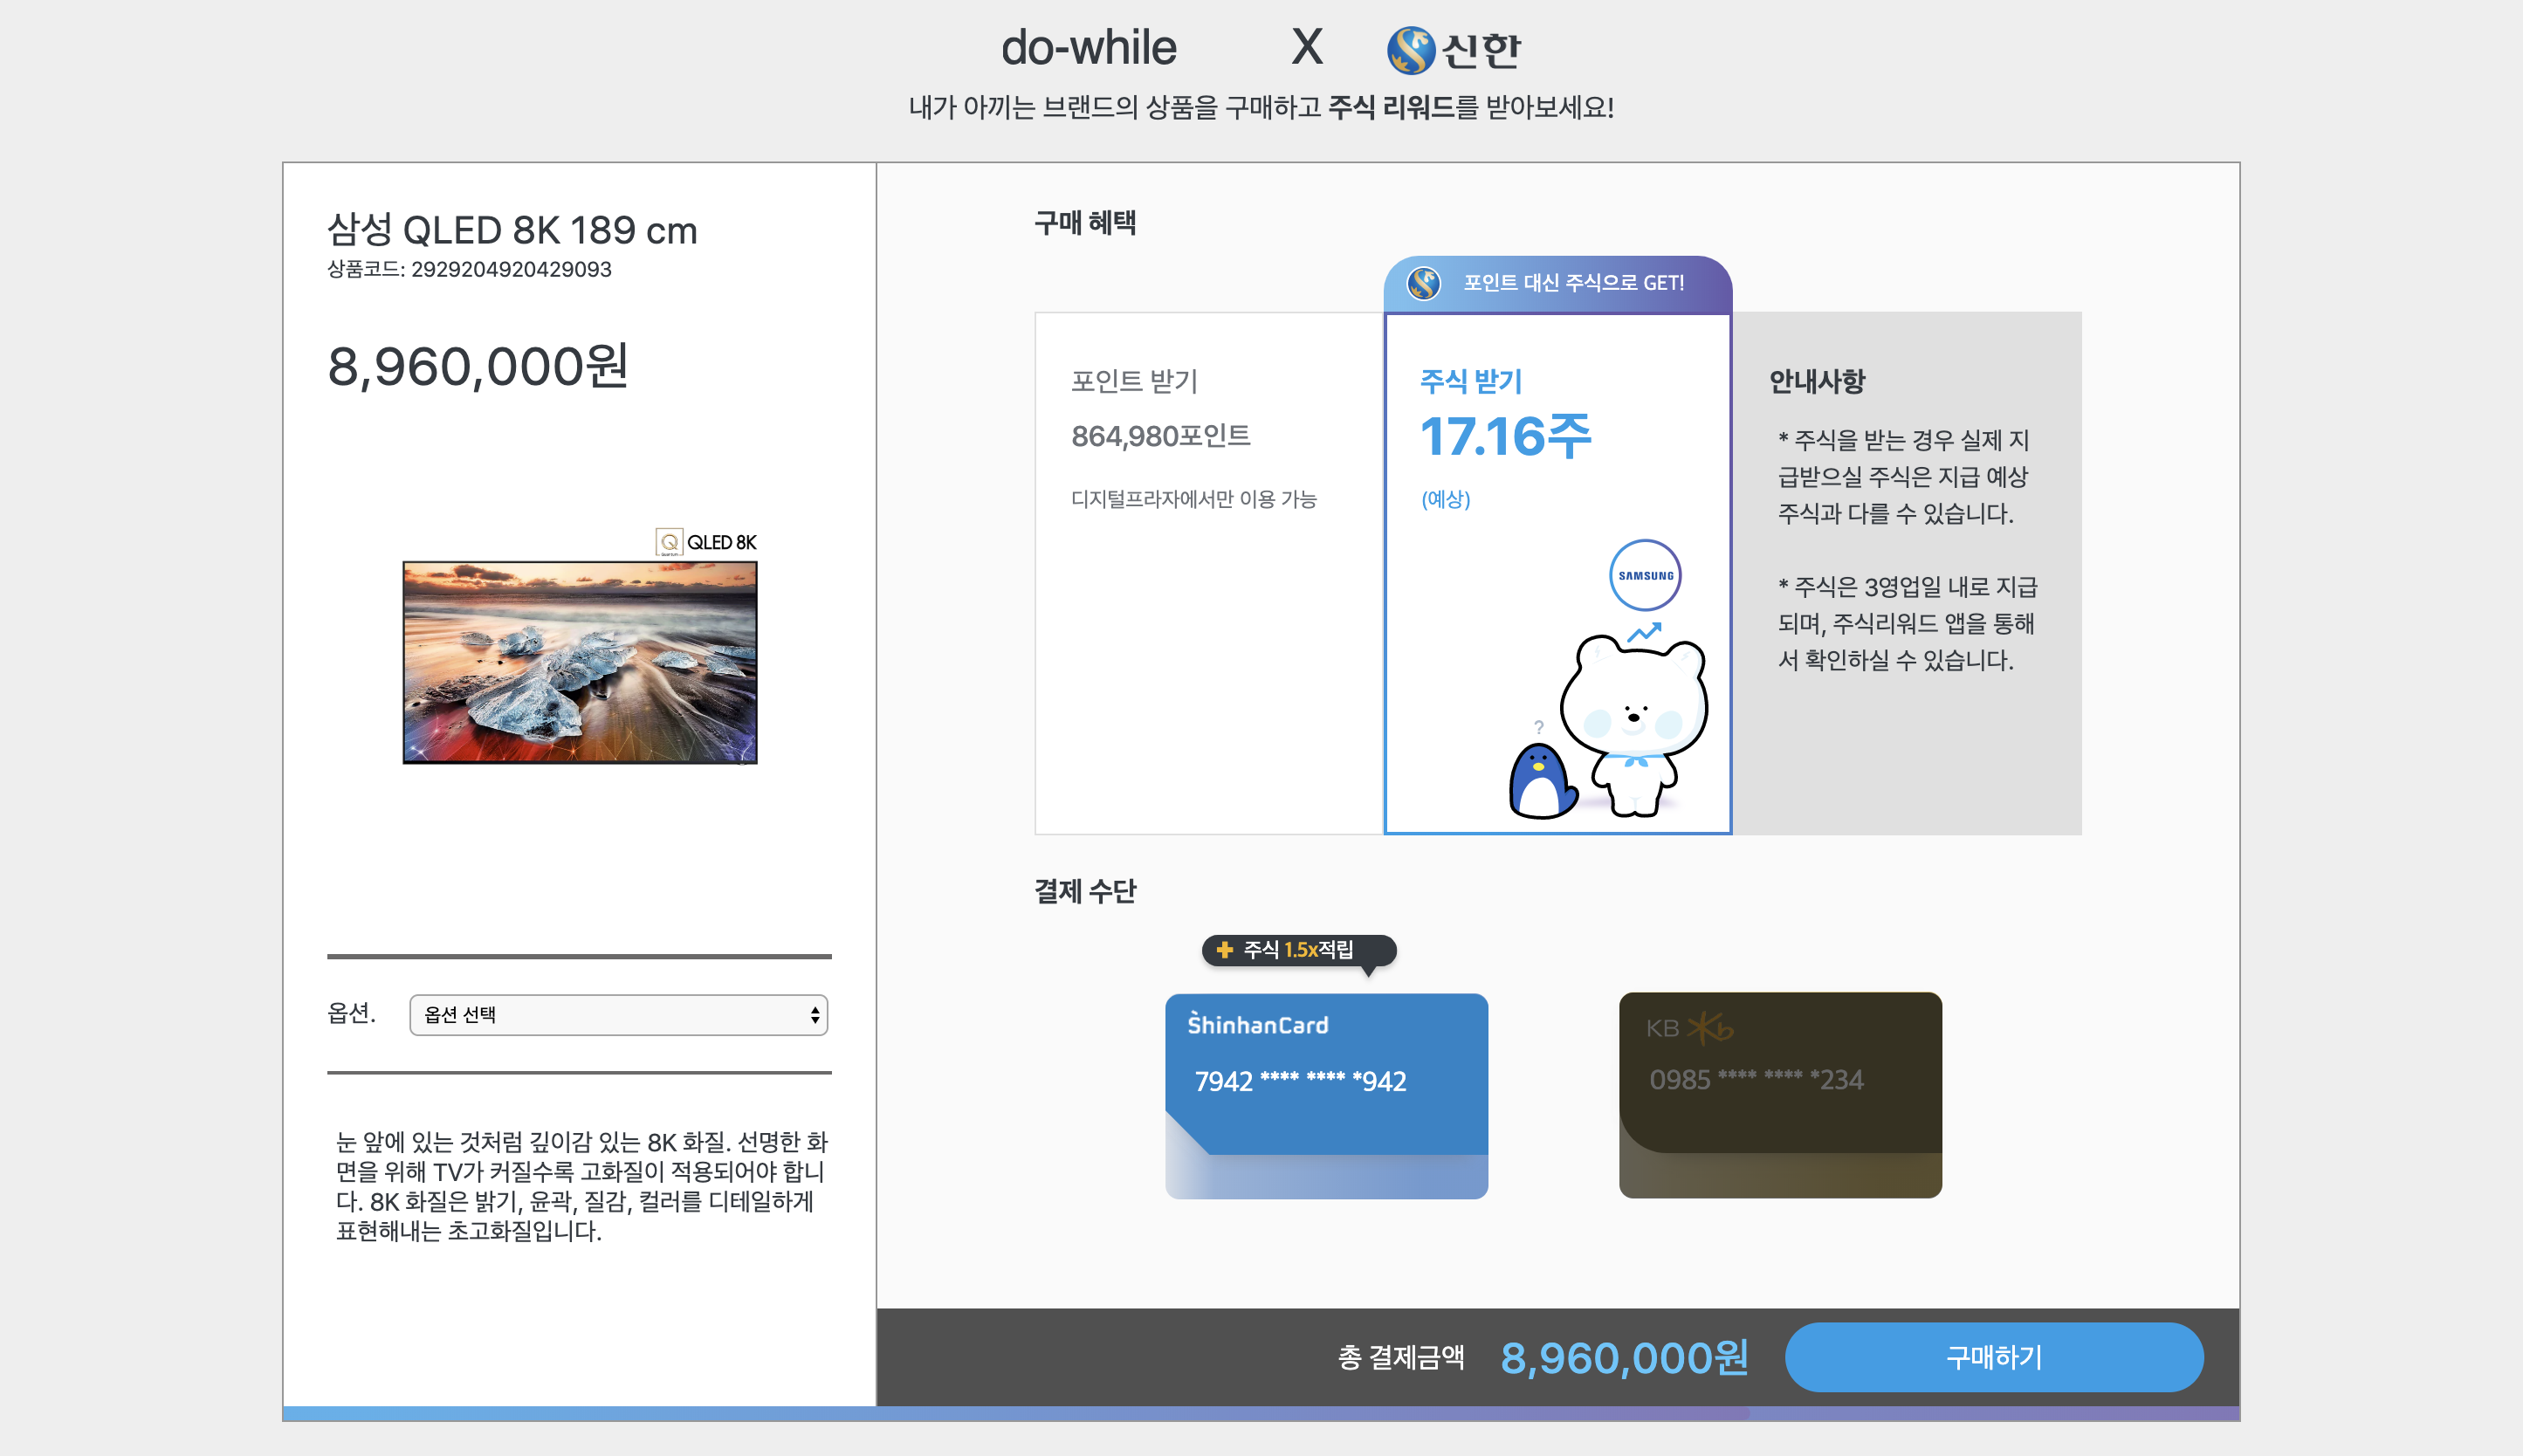 do-while X 신한
내가 아끼는 브랜드의 상품을 구매하고 주식 리워드를 받아보세요!
삼성 QLED 8K 189 cm
상품코드: 2929204920429093
8,960,000원
Q QLED 8K
옵션. 옵션 선택
눈 앞에 있는 것처럼 깊이감 있는 8K 화질. 선명한 화
면을 위해 TV가 커질수록 고화질이 적용되어야 합니
다. 8K 화질은 밝기, 윤곽, 질감, 컬러를 디테일하게
표현해내는 초고화질입니다.
구매 혜택
포인트 대신 주식으로 GET!
포인트 받기
864,980포인트
디지털프라자에서만 이용 가능
주식 받기
17.16주
(예상)
SAMSUNG
?
안내사항
* 주식을 받는 경우 실제 지
급받으실 주식은 지급 예상
주식과 다를 수 있습니다.
* 주식은 3영업일 내로 지급
되며, 주식리워드 앱을 통해
서 확인하실 수 있습니다.
결제 수단
+ 주식 1.5x적립
ShinhanCard
7942 **** **** *942
KB Kb
0985 **** **** *234
총 결제금액 8,960,000원 구매하기